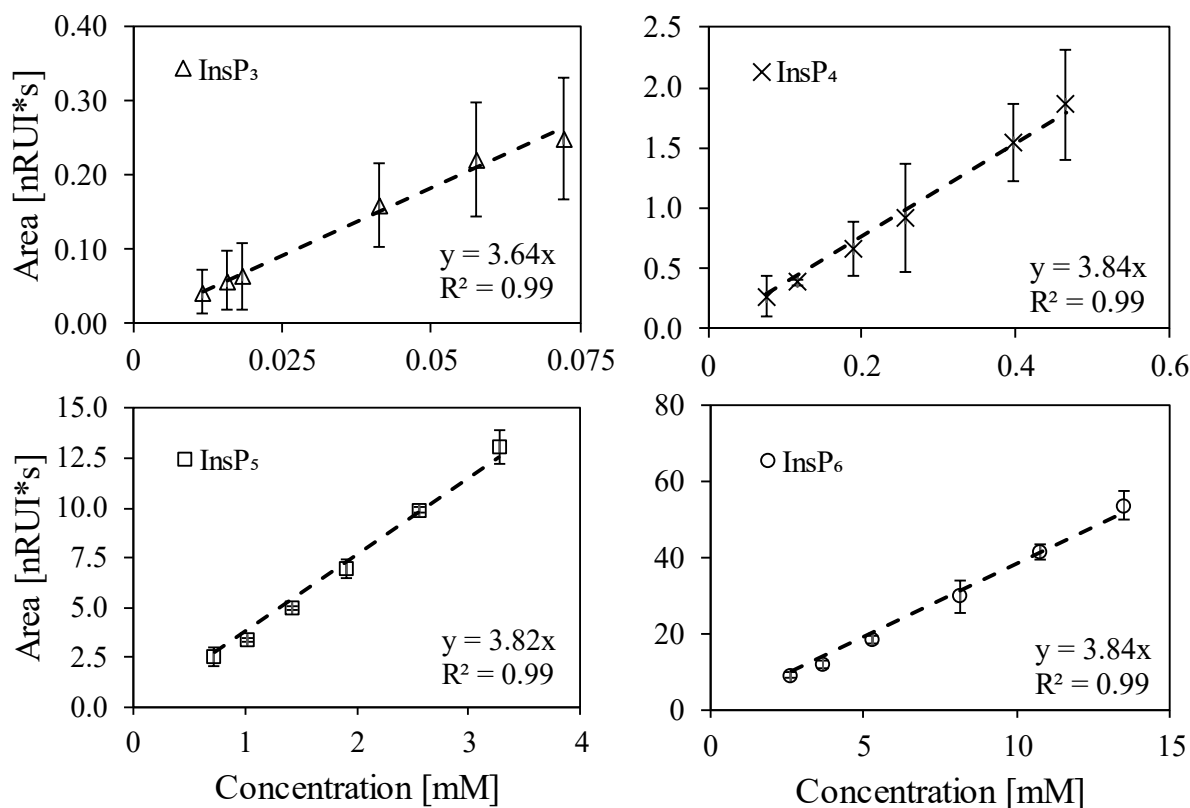 0.40
0.30
0.20
0.10
0.00
Area [nRUI*s]
InsP₃
y = 3.64x
R² = 0.99
0
0.025
0.05
0.075
2.5
2.0
1.5
1.0
0.5
0.0
InsP₄
y = 3.84x
R² = 0.99
0
0.2
0.4
0.6
15.0
12.5
10.0
7.5
5.0
2.5
0.0
Area [nRUI*s]
InsP₅
y = 3.82x
R² = 0.99
0
1
2
3
4
Concentration [mM]
80
60
40
20
0
InsP₆
y = 3.84x
R² = 0.99
0
5
10
15
Concentration [mM]